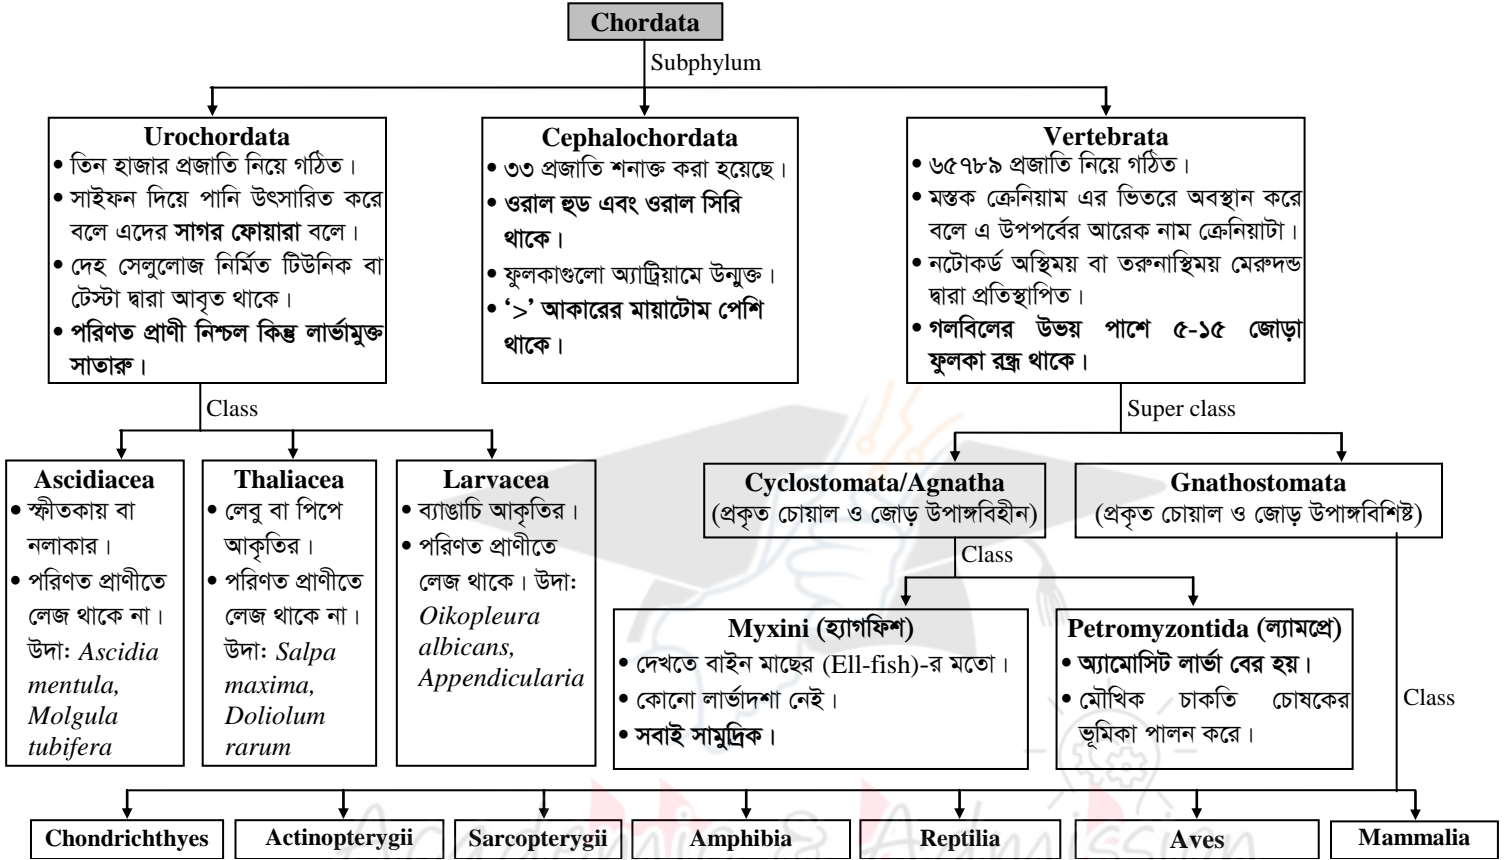 Chordata
Subphylum
Urochordata
• তিন হাজার প্রজাতি নিয়ে গঠিত।
• সাইফন দিয়ে পানি উৎসারিত করে
বলে এদের সাগর ফোয়ারা বলে।
• দেহ সেলুলোজ নির্মিত টিউনিক বা
টেস্টা দ্বারা আবৃত থাকে।
• পরিণত প্রাণী নিশ্চল কিন্তু লার্ভামুক্ত
সাতারু।
Cephalochordata
• ৩৩ প্রজাতি শনাক্ত করা হয়েছে।
• ওরাল হুড এবং ওরাল সিরি
থাকে।
• ফুলকাগুলো অ্যাট্রিয়ামে উন্মুক্ত।
• ‘>’ আকারের মায়াটোম পেশি
থাকে।
Vertebrata
• ৬৫৭৮৯ প্রজাতি নিয়ে গঠিত।
• মস্তক ক্রেনিয়াম এর ভিতরে অবস্থান করে
বলে এ উপপর্বের আরেক নাম ক্রেনিয়াটা।
• নটোকর্ড অস্থিময় বা তরুনাস্থিময় মেরুদন্ড
দ্বারা প্রতিস্থাপিত।
• গলবিলের উভয় পাশে ৫-১৫ জোড়া
ফুলকা রন্ধ্র থাকে।
Class
Super class
Ascidiacea
• স্ফীতকায় বা
নলাকার।
• পরিণত প্রাণীতে
লেজ থাকে না।
উদা: Ascidia
mentula,
Molgula
tubifera
Thaliacea
• লেবু বা পিপে
আকৃতির।
• পরিণত প্রাণীতে
লেজ থাকে না।
উদা: Salpa
maxima,
Doliolum
rarum
Larvacea
• ব্যাঙাচি আকৃতির।
• পরিণত প্রাণীতে
লেজ থাকে। উদা:
Oikopleura
albicans,
Appendicularia
Cyclostomata/Agnatha
(প্রকৃত চোয়াল ও জোড় উপাঙ্গবিহীন)
Gnathostomata
(প্রকৃত চোয়াল ও জোড় উপাঙ্গবিশিষ্ট)
Class
Myxini (হ্যাগফিশ)
• দেখতে বাইন মাছের (Ell-fish)-র মতো।
• কোনো লার্ভাদশা নেই।
• সবাই সামুদ্রিক।
Petromyzontida (ল্যামপ্রে)
• অ্যামোসিট লার্ভা বের হয়।
• মৌখিক চাকতি চোষকের
ভূমিকা পালন করে।
Class
Chondrichthyes
Actinopterygii
Sarcopterygii
Amphibia
Reptilia
Aves
Mammalia
Academic & Admission